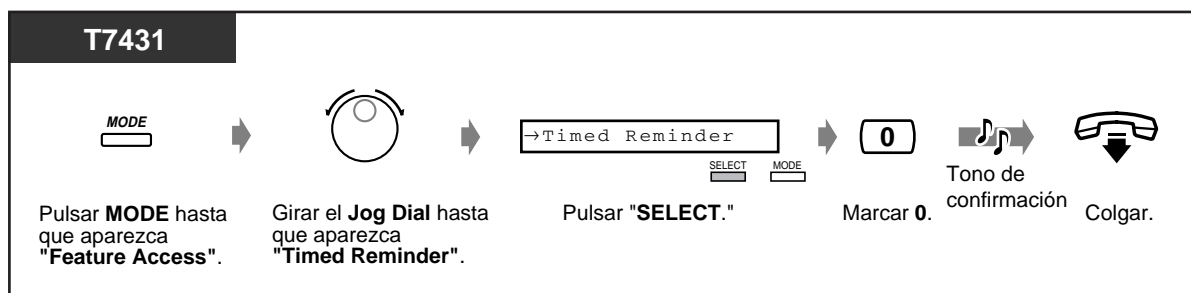 T7431
MODE
→Timed Reminder
SELECT MODE
0
Pulsar MODE hasta
que aparezca
"Feature Access".
Girar el Jog Dial hasta
que aparezca
"Timed Reminder".
Pulsar "SELECT."
Marcar 0.
Tono de
confirmación
Colgar.